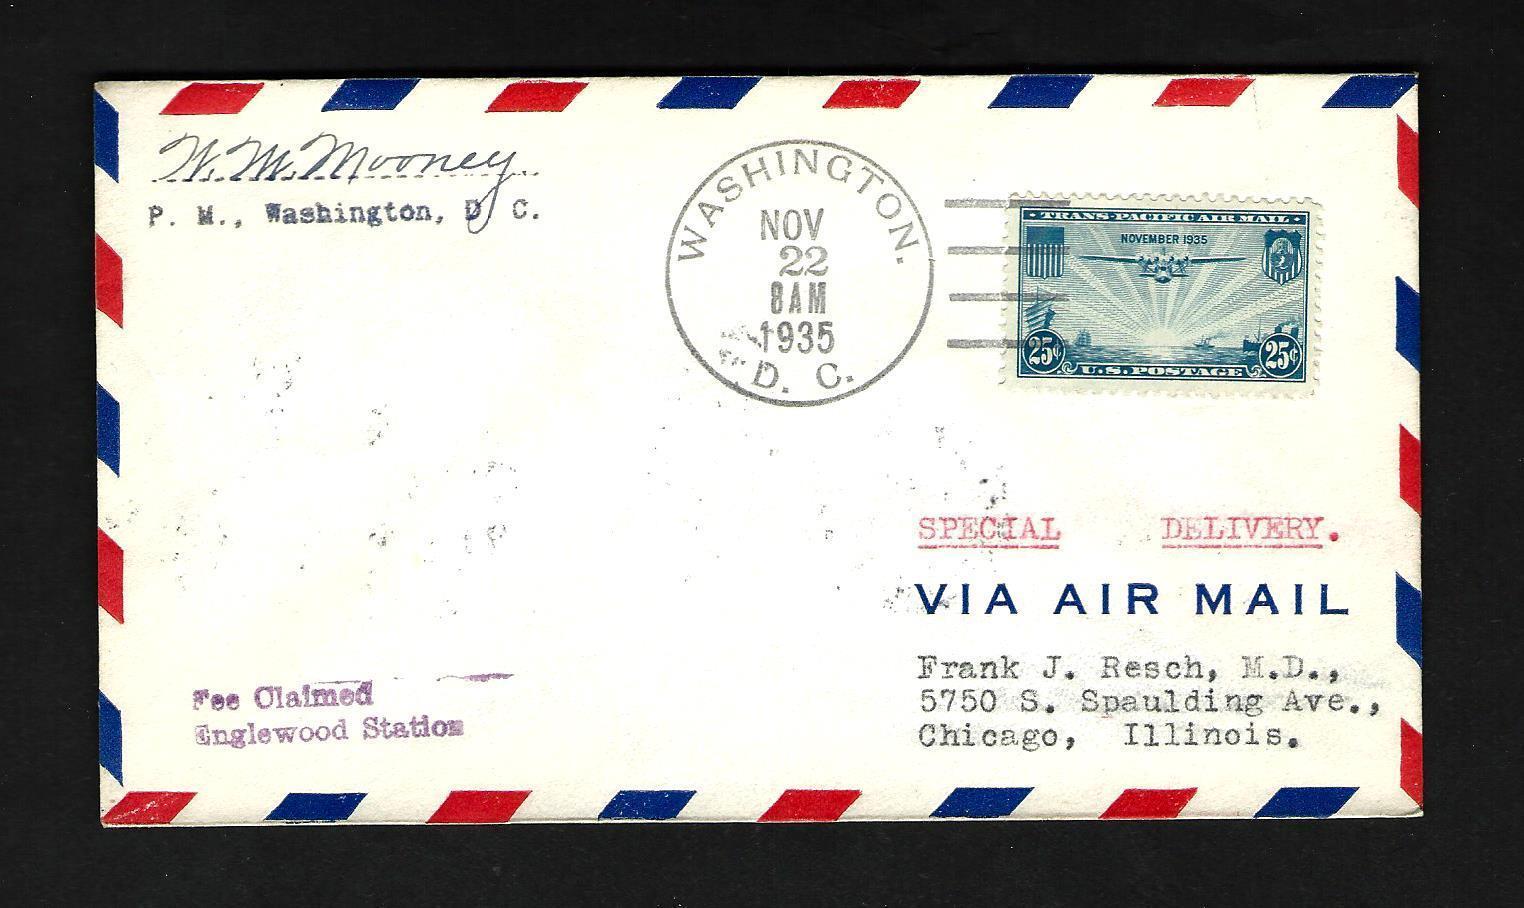 W. M. Mooney
P. M., Washington, D. C.
WASHINGTON.
NOV
22
8AM
1935
D. C.
TRANS-PACIFIC AIR MAIL
NOVEMBER 1935
25¢ 25¢
U.S. POSTAGE
SPECIAL DELIVERY.
VIA AIR MAIL
Frank J. Resch, M.D.,
5750 S. Spaulding Ave.,
Chicago, Illinois.
Fee Claimed
Englewood Station